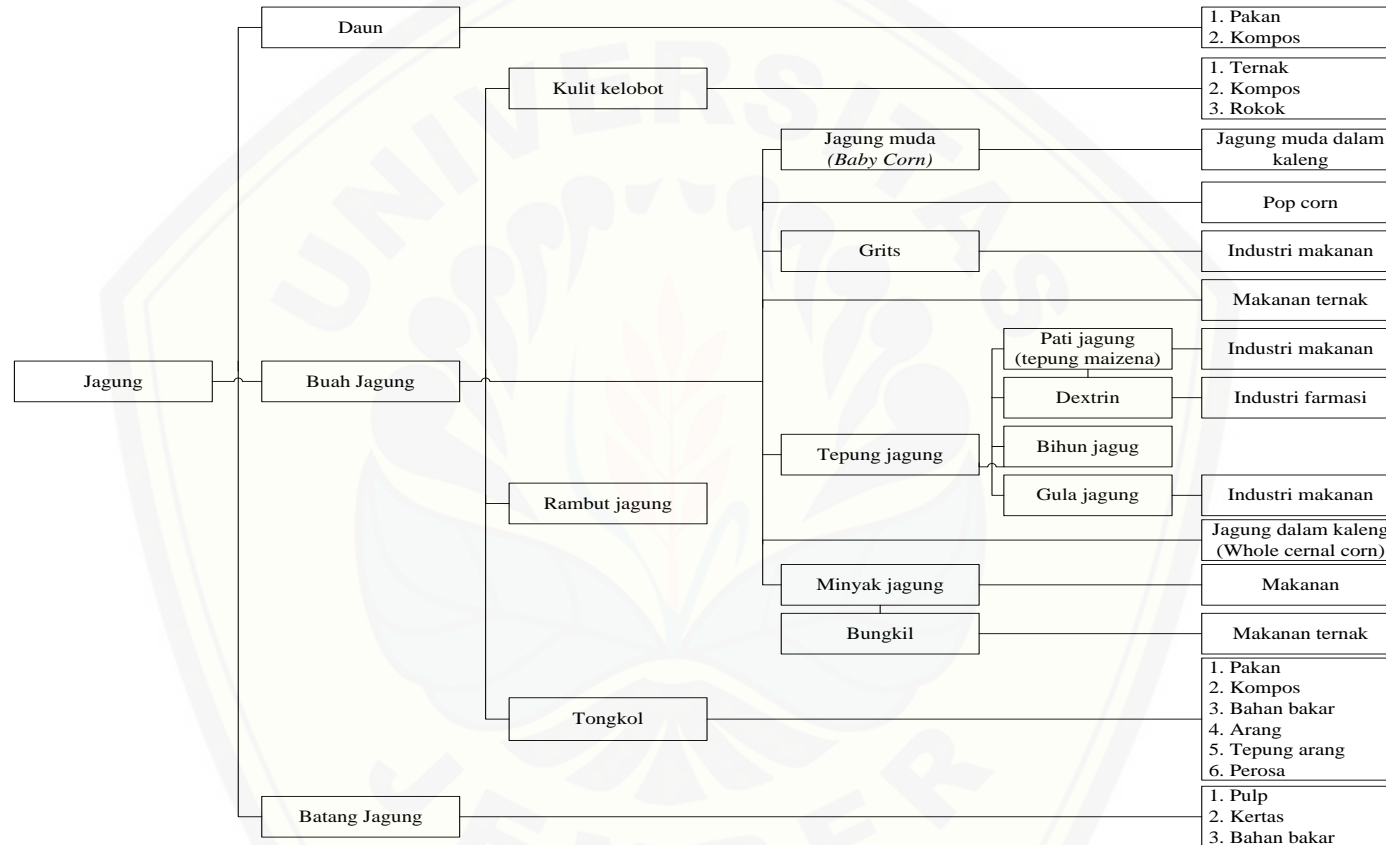 Daun
1. Pakan
2. Kompos
Kulit kelobot
1. Ternak
2. Kompos
3. Rokok
Jagung muda
(Baby Corn)
Jagung muda dalam
kaleng
Pop corn
Grits
Industri makanan
Makanan ternak
Jagung
Buah Jagung
Pati jagung
(tepung maizena)
Industri makanan
Dextrin
Industri farmasi
Tepung jagung
Bihun jagug
Gula jagung
Industri makanan
Rambut jagung
Jagung dalam kaleng
(Whole cernal corn)
Minyak jagung
Makanan
Bungkil
Makanan ternak
Tongkol
1. Pakan
2. Kompos
3. Bahan bakar
4. Arang
5. Tepung arang
6. Perosa
Batang Jagung
1. Pulp
2. Kertas
3. Bahan bakar
UNIVERSITAS
JEMBER